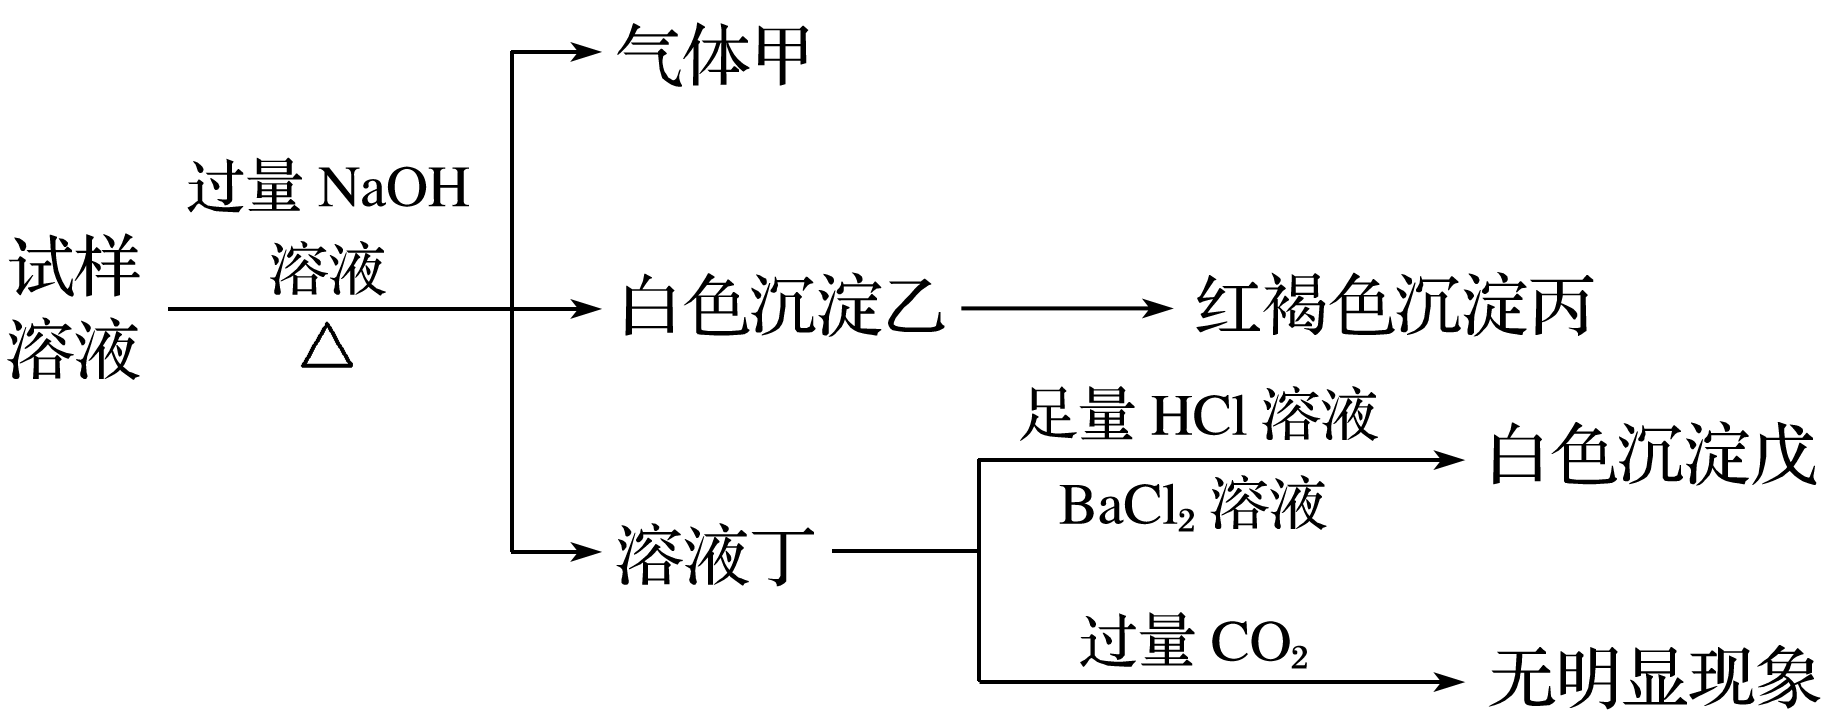 气体甲
过量 NaOH
溶液
△
试样
溶液
白色沉淀乙
红褐色沉淀丙
足量 HCl 溶液
BaCl₂ 溶液
白色沉淀戊
溶液丁
过量 CO₂
无明显现象